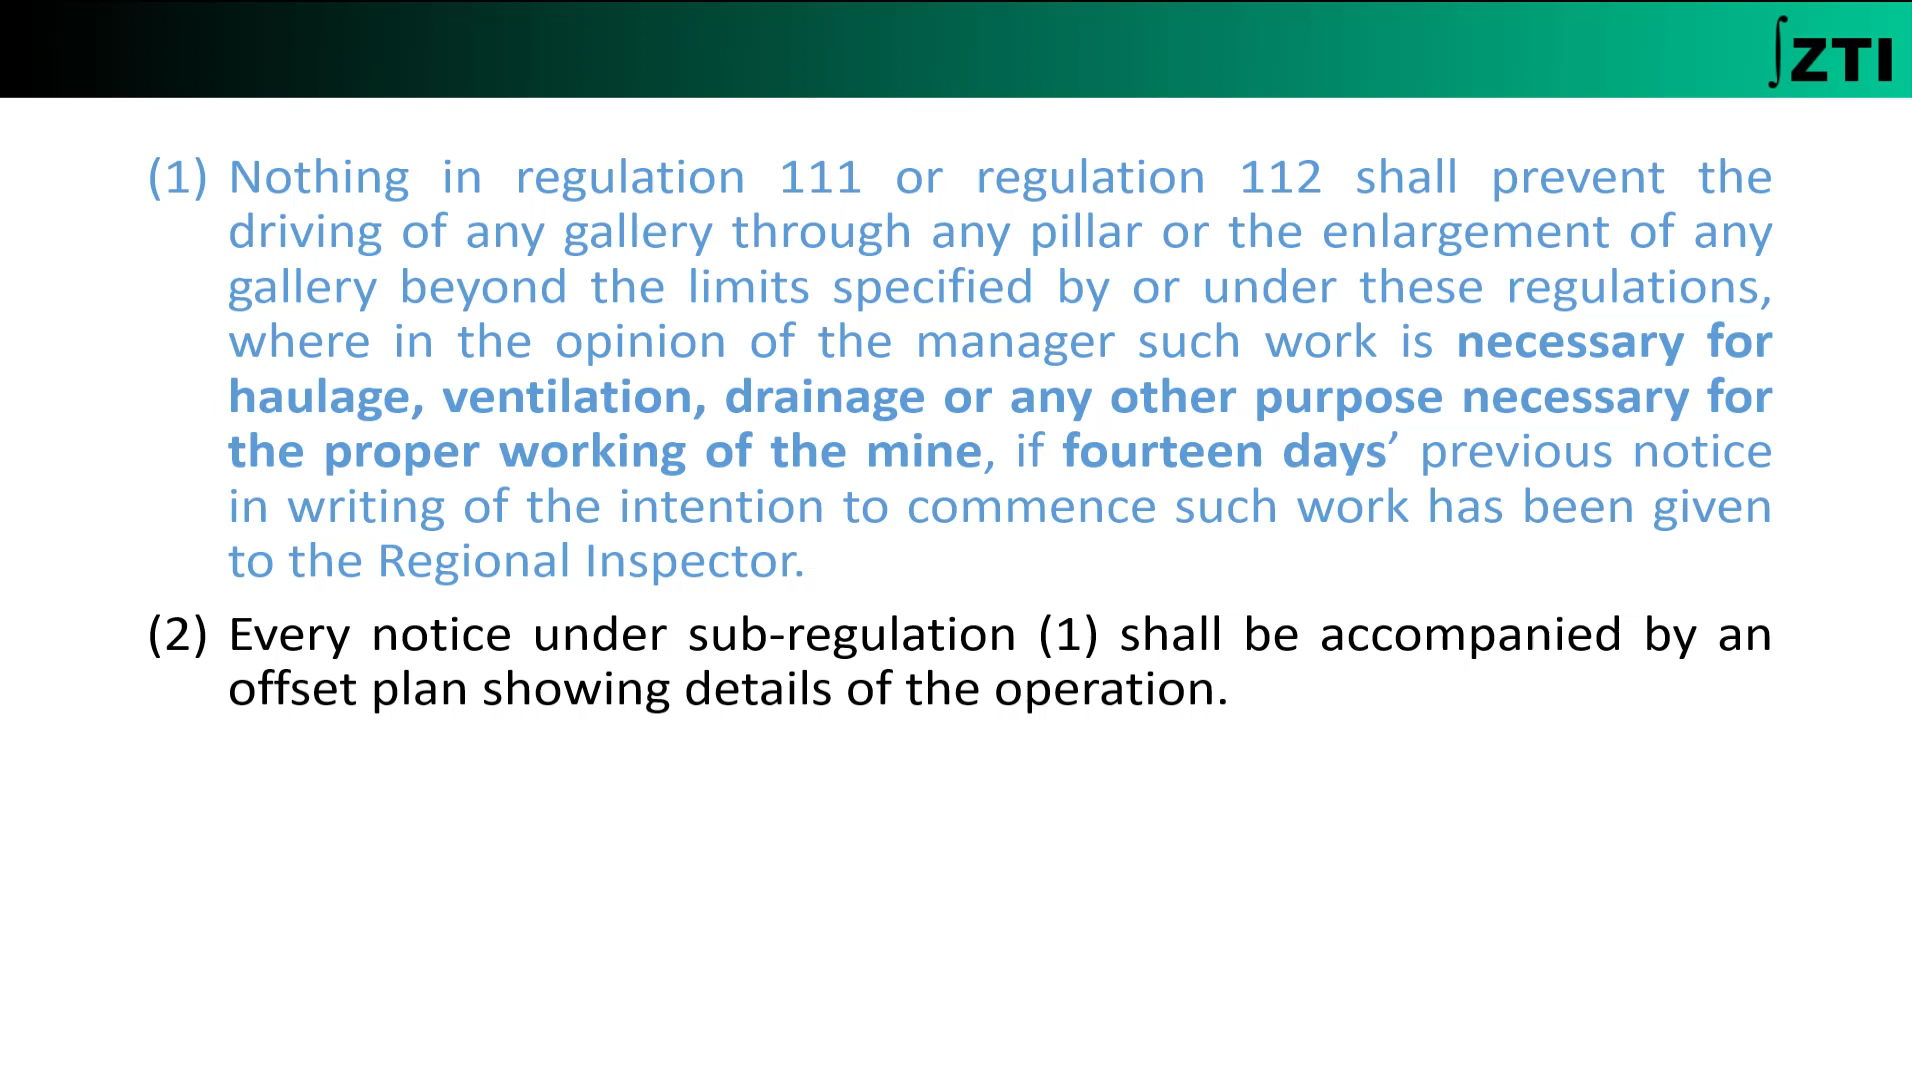 ∫ZTI
(1) Nothing in regulation 111 or regulation 112 shall prevent the
driving of any gallery through any pillar or the enlargement of any
gallery beyond the limits specified by or under these regulations,
where in the opinion of the manager such work is necessary for
haulage, ventilation, drainage or any other purpose necessary for
the proper working of the mine, if fourteen days’ previous notice
in writing of the intention to commence such work has been given
to the Regional Inspector.
(2) Every notice under sub-regulation (1) shall be accompanied by an
offset plan showing details of the operation.